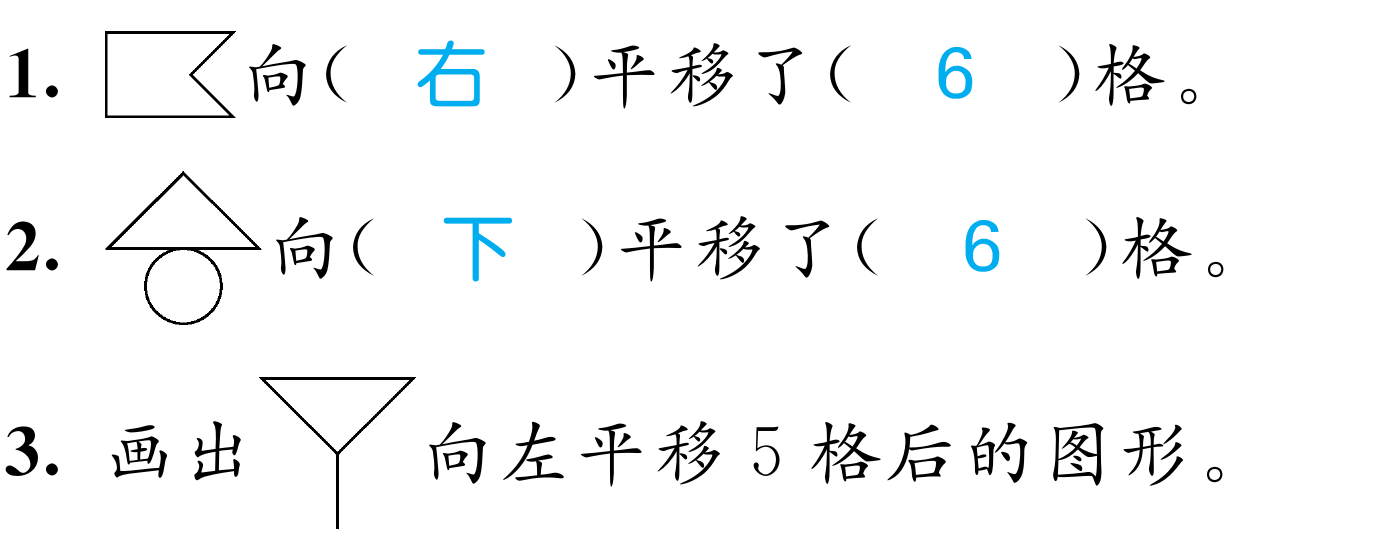 1. 向( 右 )平移了( 6 )格。
2. 向( 下 )平移了( 6 )格。
3. 画出 向左平移 5 格后的图形。